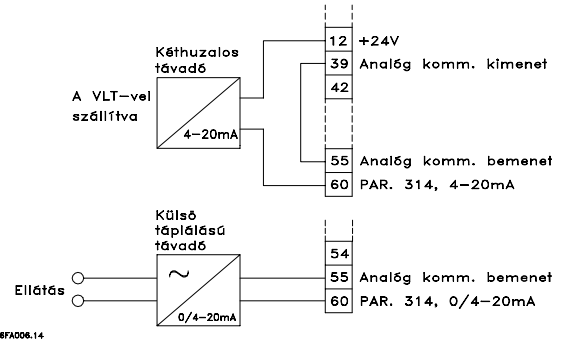 12 +24V
Kéthuzalos
távadó
39 Analóg komm. kimenet
42
A VLT-vel
szállítva
4-20mA
55 Analóg komm. bemenet
60 PAR. 314, 4-20mA
Külső
táplálású
távadó
54
~
55 Analóg komm. bemenet
Ellátás
60 PAR. 314, 0/4-20mA
0/4-20mA
6FA006.14